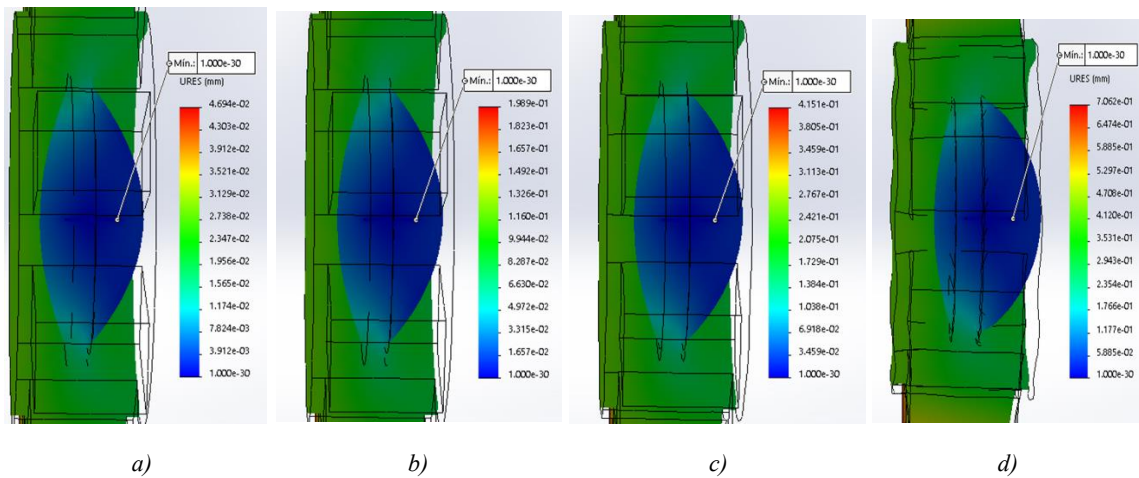 Mín.: 1.000e-30
URES (mm)
4.694e-02
4.303e-02
3.912e-02
3.521e-02
3.129e-02
2.738e-02
2.347e-02
1.956e-02
1.565e-02
1.174e-02
7.824e-03
3.912e-03
1.000e-30
a)
Mín.: 1.000e-30
URES (mm)
1.989e-01
1.823e-01
1.657e-01
1.492e-01
1.326e-01
1.160e-01
9.944e-02
8.287e-02
6.630e-02
4.972e-02
3.315e-02
1.657e-02
1.000e-30
b)
Mín.: 1.000e-30
URES (mm)
4.151e-01
3.805e-01
3.459e-01
3.113e-01
2.767e-01
2.421e-01
2.075e-01
1.729e-01
1.384e-01
1.038e-01
6.918e-02
3.459e-02
1.000e-30
c)
Mín.: 1.000e-30
URES (mm)
7.062e-01
6.474e-01
5.885e-01
5.297e-01
4.708e-01
4.120e-01
3.531e-01
2.943e-01
2.354e-01
1.766e-01
1.177e-01
5.885e-02
1.000e-30
d)